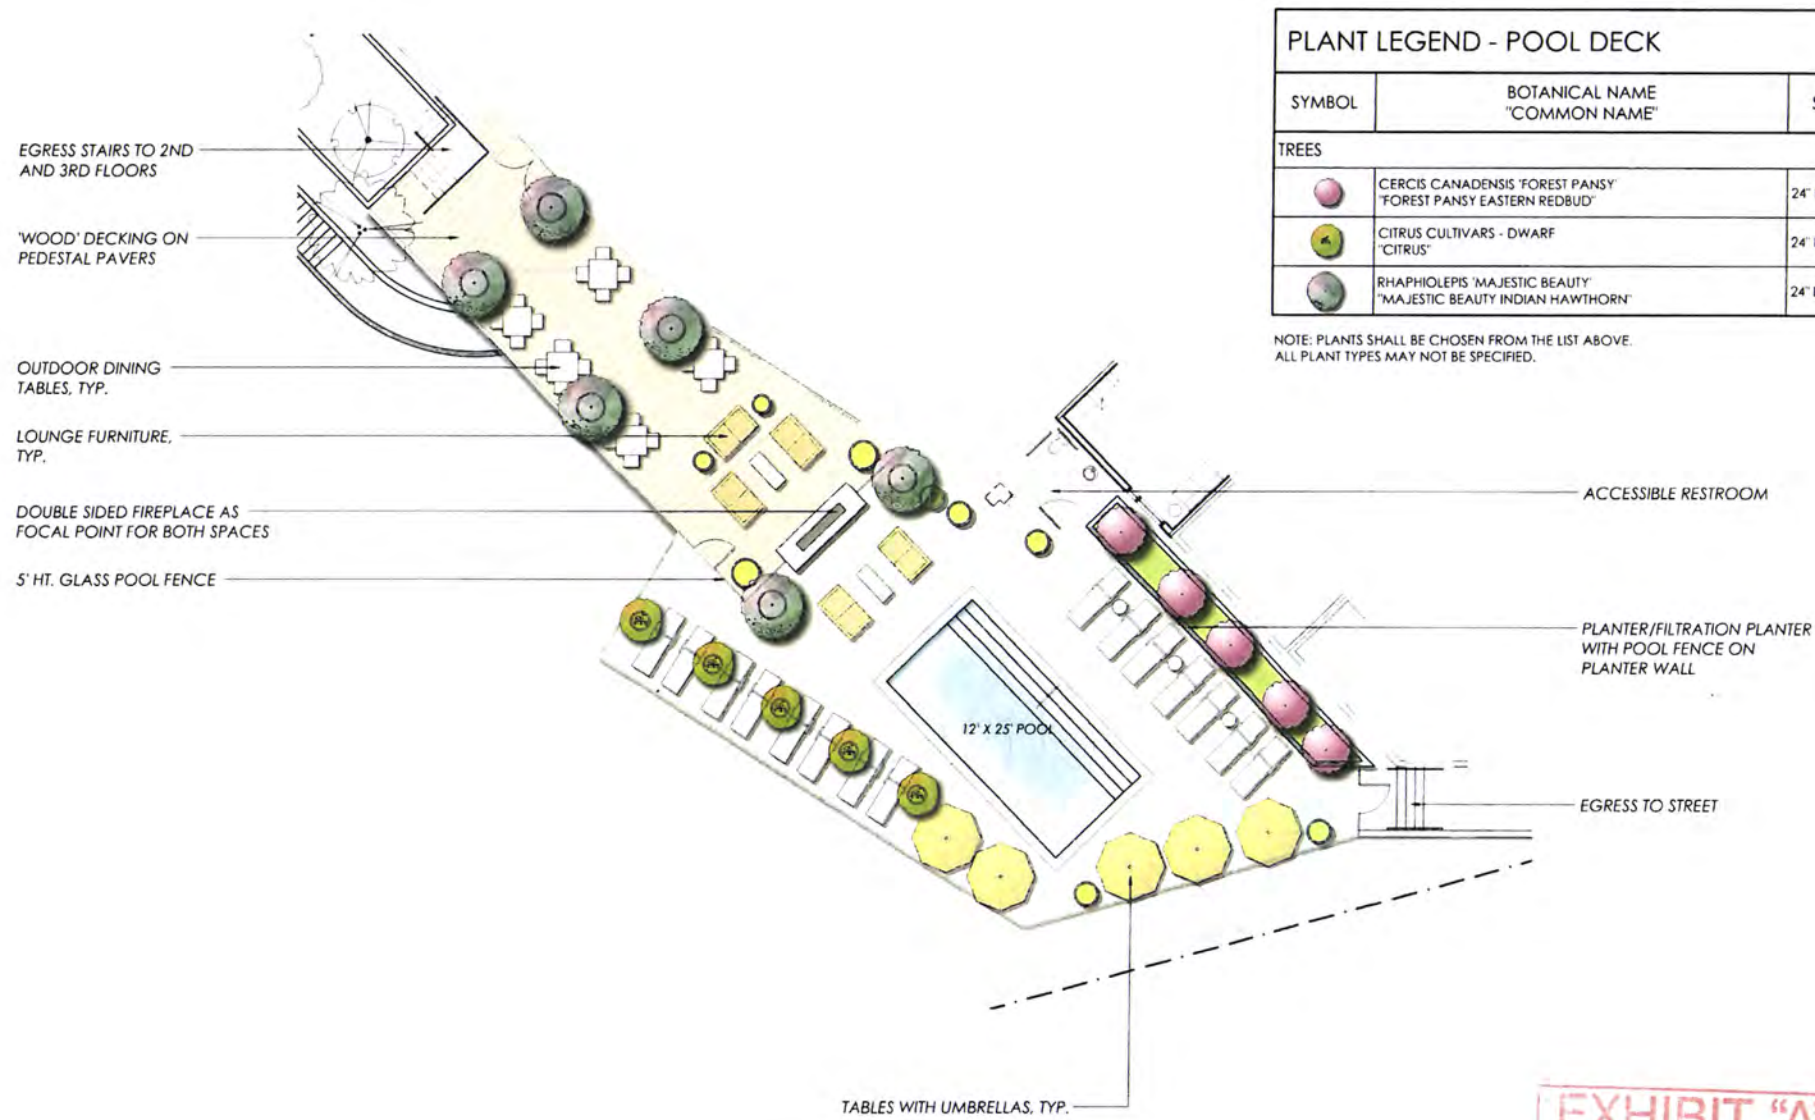 PLANT LEGEND - POOL DECK
SYMBOL
BOTANICAL NAME
"COMMON NAME"
TREES
CERCIS CANADENSIS 'FOREST PANSY'
"FOREST PANSY EASTERN REDBUD"
24"
CITRUS CULTIVARS - DWARF
"CITRUS"
24"
RHAPHIOLEPIS 'MAJESTIC BEAUTY'
"MAJESTIC BEAUTY INDIAN HAWTHORN"
24"
NOTE: PLANTS SHALL BE CHOSEN FROM THE LIST ABOVE.
ALL PLANT TYPES MAY NOT BE SPECIFIED.
EGRESS STAIRS TO 2ND
AND 3RD FLOORS
'WOOD' DECKING ON
PEDESTAL PAVERS
OUTDOOR DINING
TABLES, TYP.
LOUNGE FURNITURE,
TYP.
DOUBLE SIDED FIREPLACE AS
FOCAL POINT FOR BOTH SPACES
5' HT. GLASS POOL FENCE
ACCESSIBLE RESTROOM
PLANTER/FILTRATION PLANTER
WITH POOL FENCE ON
PLANTER WALL
12' X 25' POOL
EGRESS TO STREET
TABLES WITH UMBRELLAS, TYP.
EXHIBIT "A